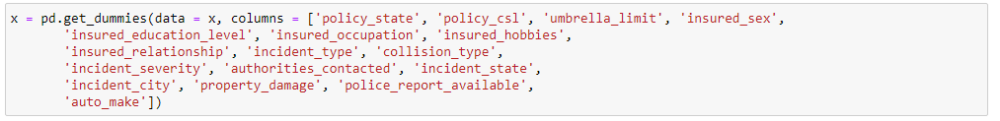 x = pd.get_dummies(data = x, columns = ['policy_state', 'policy_csl', 'umbrella_limit', 'insured_sex',
'insured_education_level', 'insured_occupation', 'insured_hobbies',
'insured_relationship', 'incident_type', 'collision_type',
'incident_severity', 'authorities_contacted', 'incident_state',
'incident_city', 'property_damage', 'police_report_available',
'auto_make'])